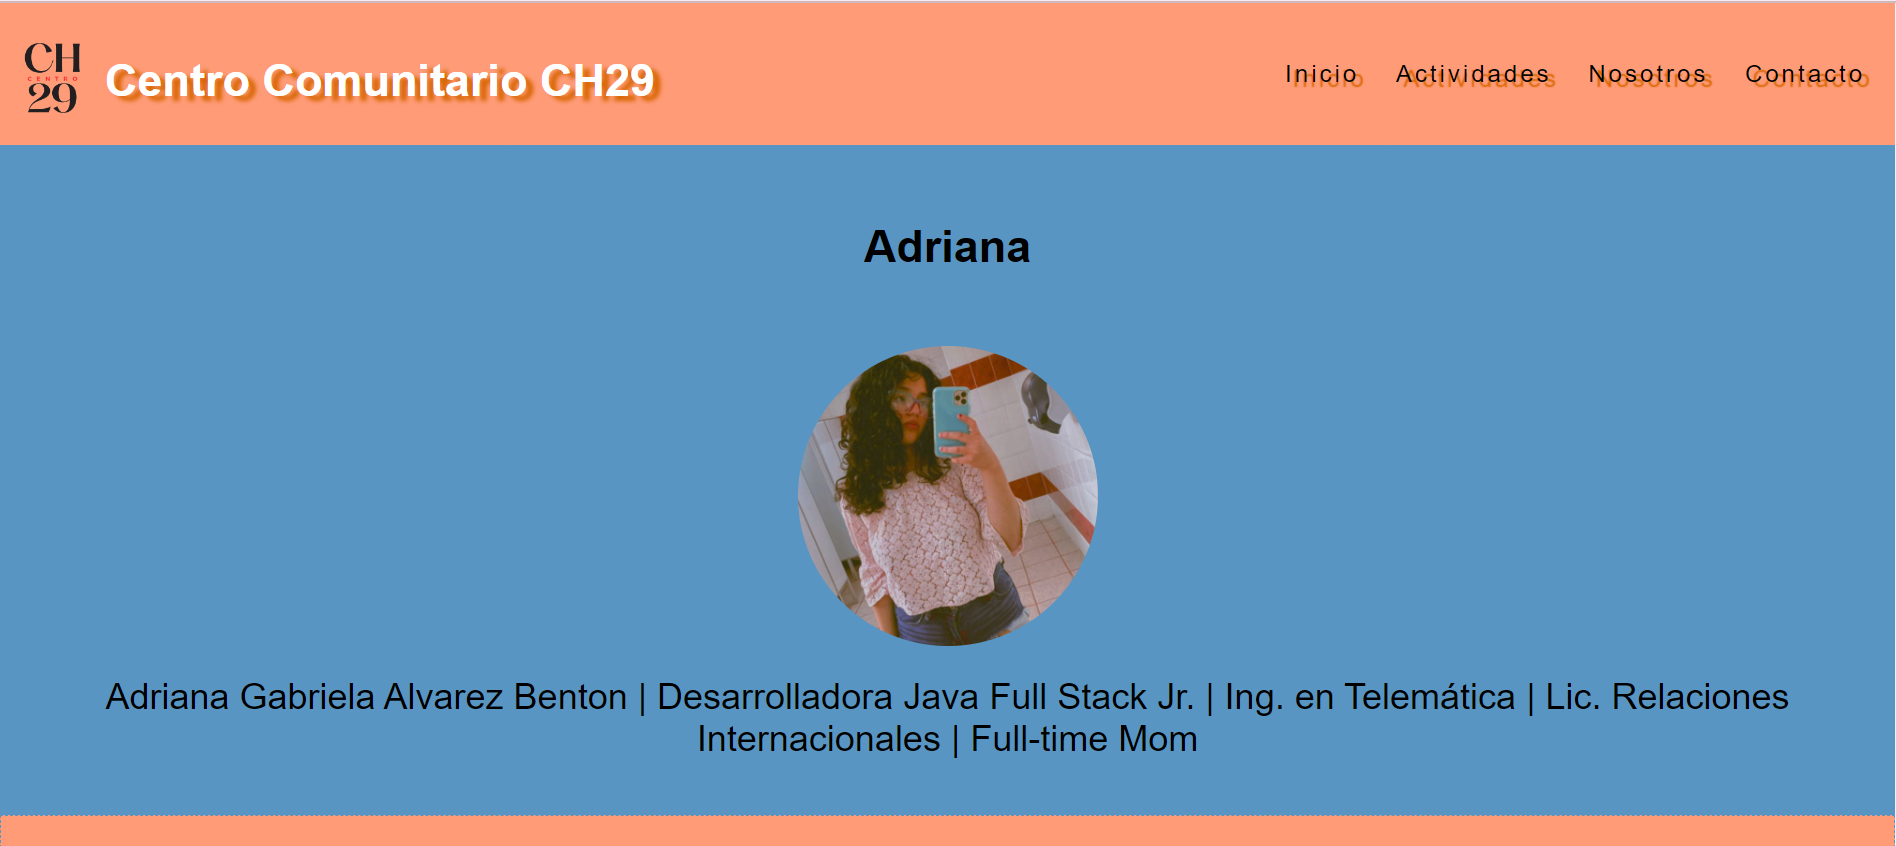 CH
CENTRO
29
Centro Comunitario CH29
Inicio Actividades Nosotros Contacto
Adriana
Adriana Gabriela Alvarez Benton | Desarrolladora Java Full Stack Jr. | Ing. en Telemática | Lic. Relaciones
Internacionales | Full-time Mom